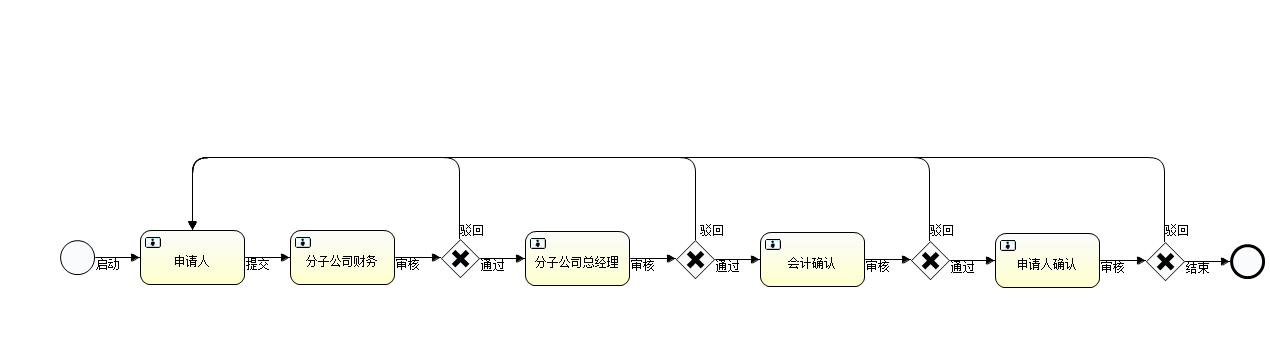 启动
申请人
提交
分子公司财务
审核
驳回
通过
分子公司总经理
审核
驳回
通过
会计确认
审核
驳回
通过
申请人确认
审核
驳回
结束